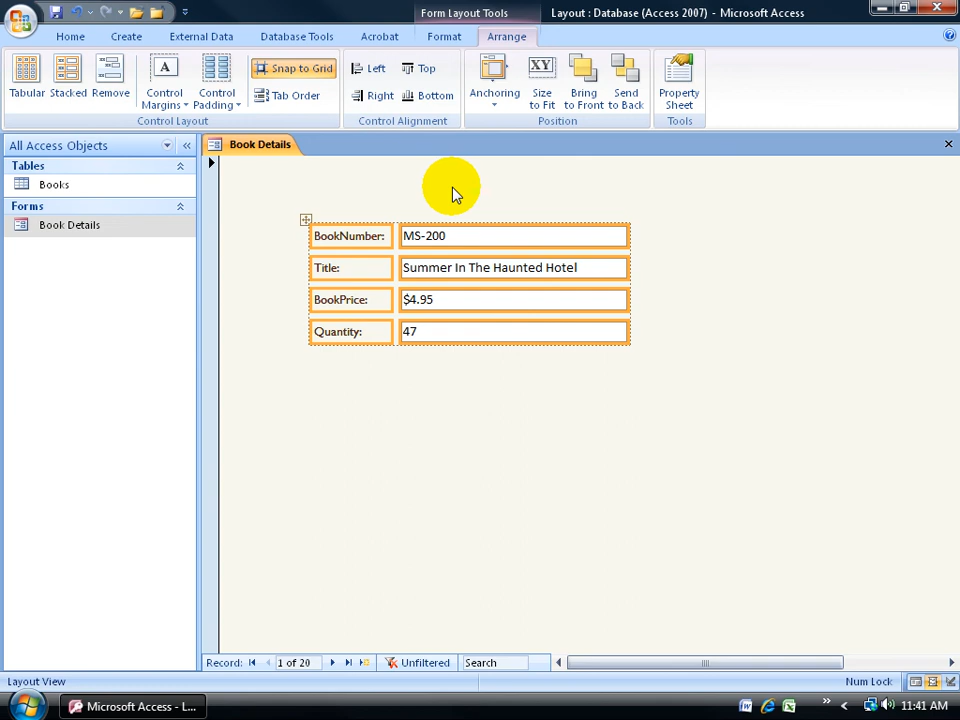 Form Layout Tools
Layout : Database (Access 2007) - Microsoft Access
Home Create External Data Database Tools Acrobat Format Arrange
Tabular Stacked Remove
Control Margins
Control Padding
Snap to Grid
Tab Order
Control Layout
Left Top
Right Bottom
Control Alignment
Anchoring
Size to Fit
Bring to Front
Send to Back
Position
Property Sheet
Tools
All Access Objects
Tables
Books
Forms
Book Details
Book Details
BookNumber: MS-200
Title: Summer In The Haunted Hotel
BookPrice: $4.95
Quantity: 47
Record: 1 of 20 Unfiltered Search
Layout View
Num Lock
Microsoft Access - L...
11:41 AM